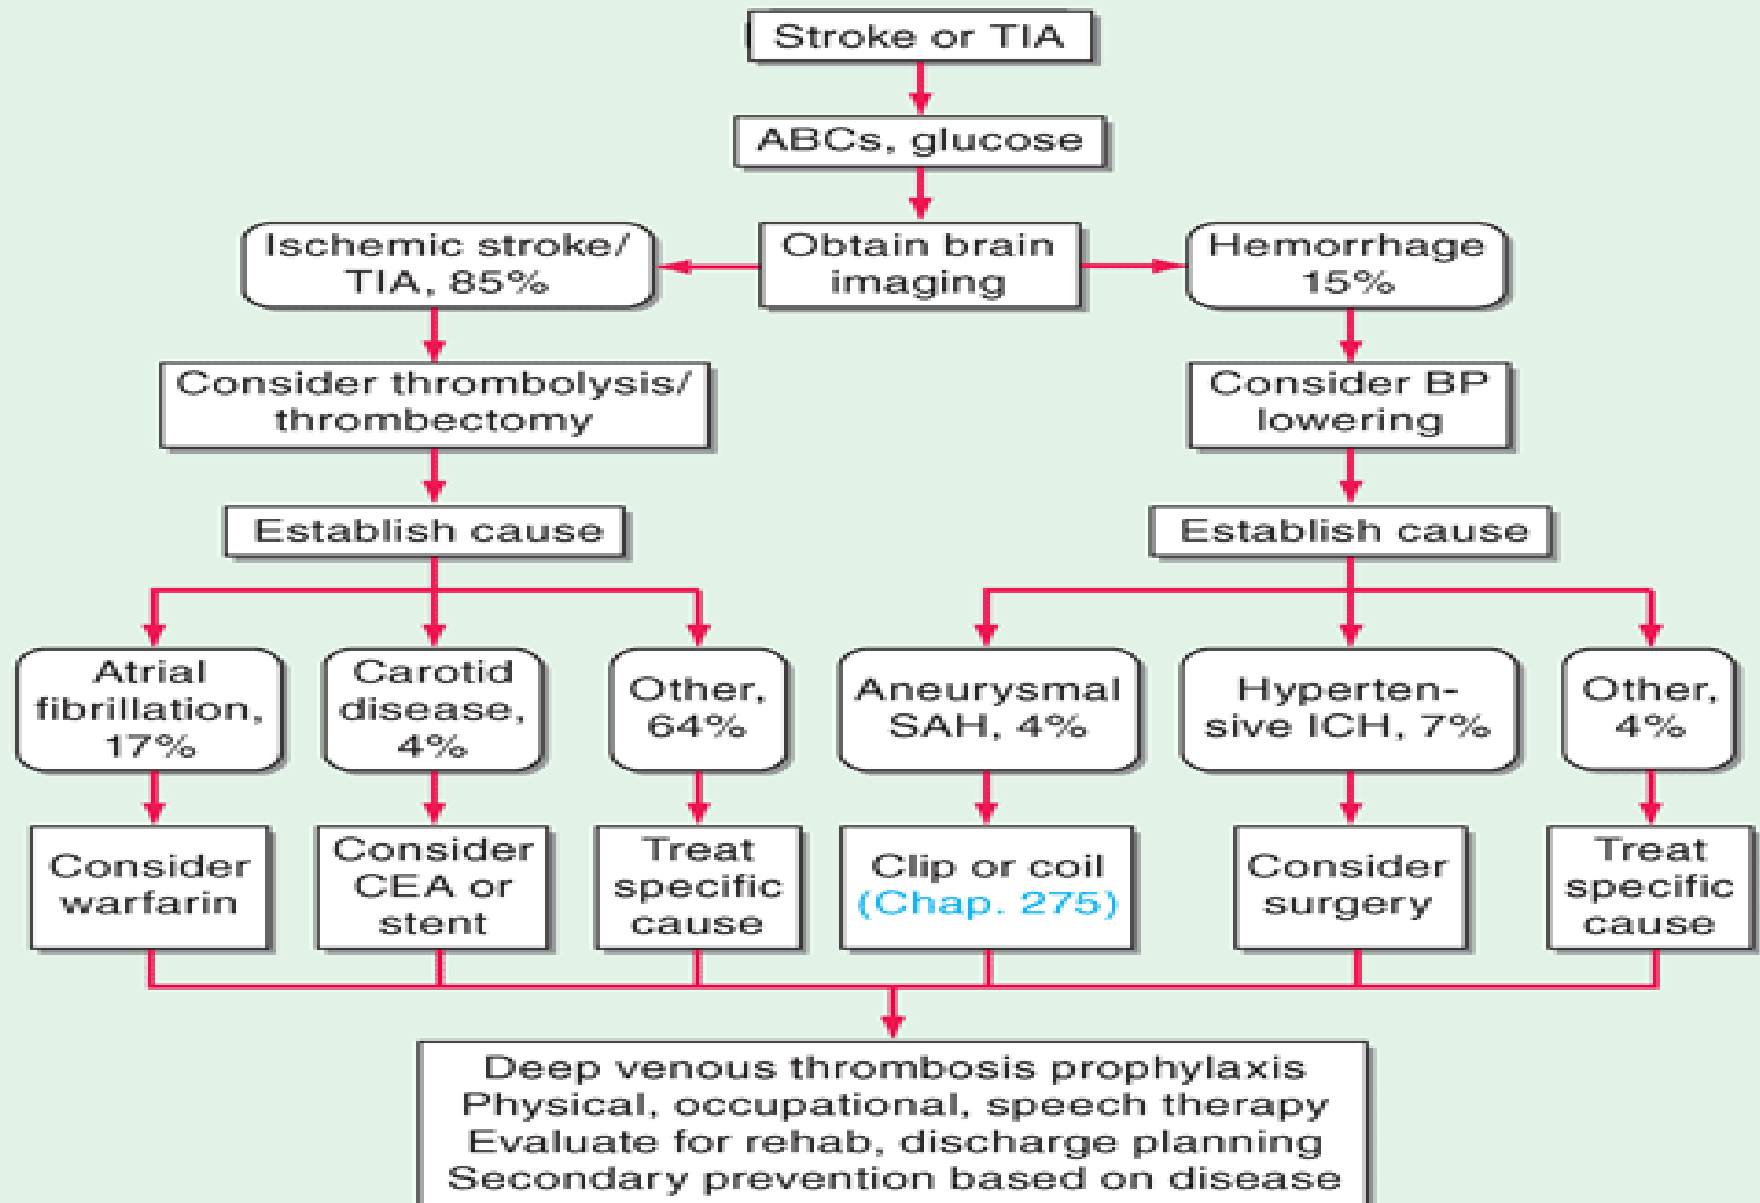 Stroke or TIA
ABCs, glucose
Ischemic stroke/
TIA, 85%
Obtain brain
imaging
Hemorrhage
15%
Consider thrombolysis/
thrombectomy
Consider BP
lowering
Establish cause
Establish cause
Atrial
fibrillation,
17%
Carotid
disease,
4%
Other,
64%
Aneurysmal
SAH, 4%
Hyperten-
sive ICH, 7%
Other,
4%
Consider
warfarin
Consider
CEA or
stent
Treat
specific
cause
Clip or coil
(Chap. 275)
Consider
surgery
Treat
specific
cause
Deep venous thrombosis prophylaxis
Physical, occupational, speech therapy
Evaluate for rehab, discharge planning
Secondary prevention based on disease